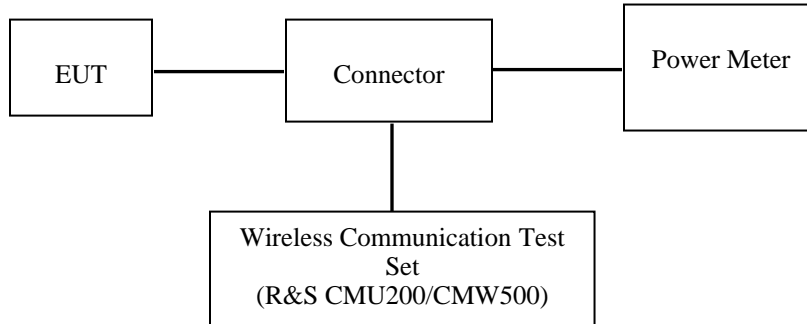 EUT
Connector
Power Meter
Wireless Communication Test
Set
(R&S CMU200/CMW500)